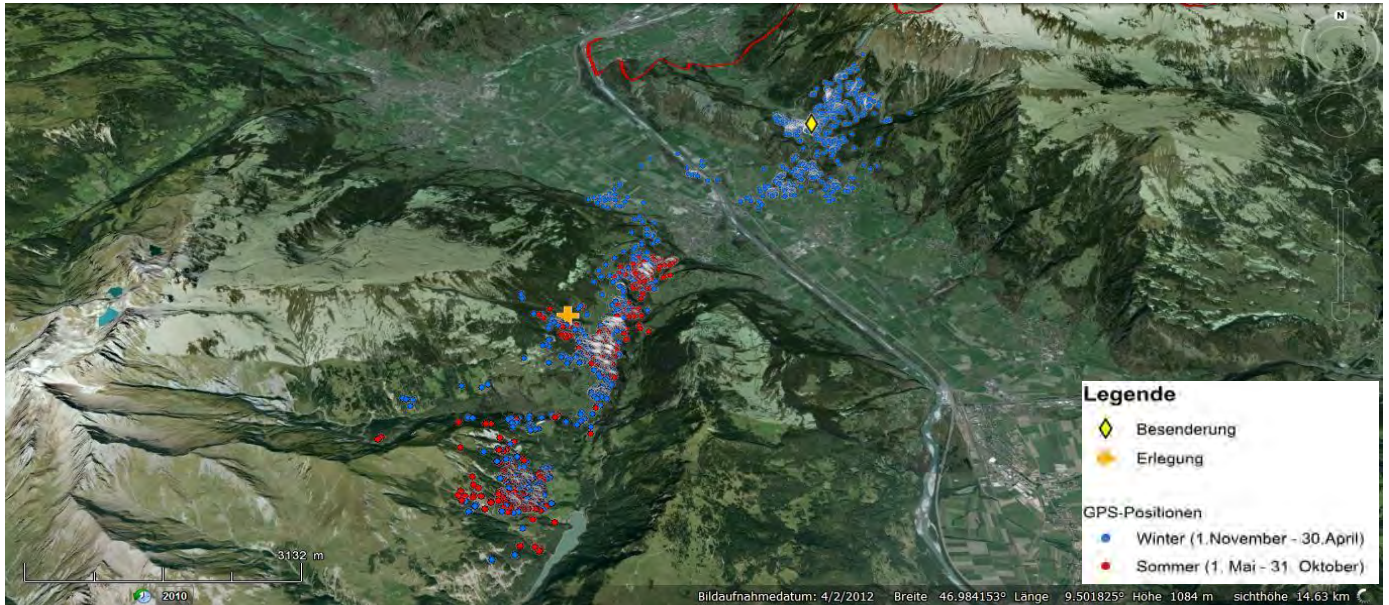 N
Legende
Besenderung
Erlegung
GPS-Positionen
Winter (1.November - 30.April)
Sommer (1. Mai - 31. Oktober)
3132 m
2010
Bildaufnahmedatum: 4/2/2012 Breite 46.984153° Länge 9.501825° Höhe 1084 m sichthöhe 14.63 km